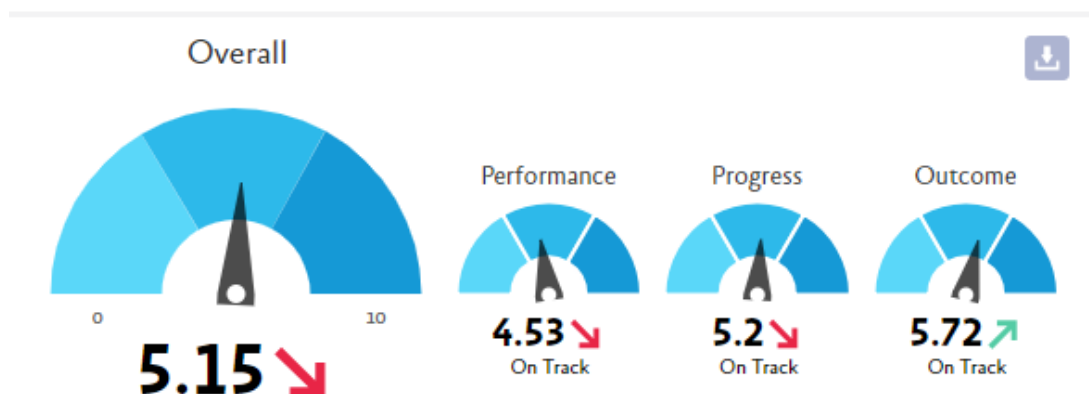 Overall
0 10
5.15
Performance
4.53
On Track
Progress
5.2
On Track
Outcome
5.72
On Track